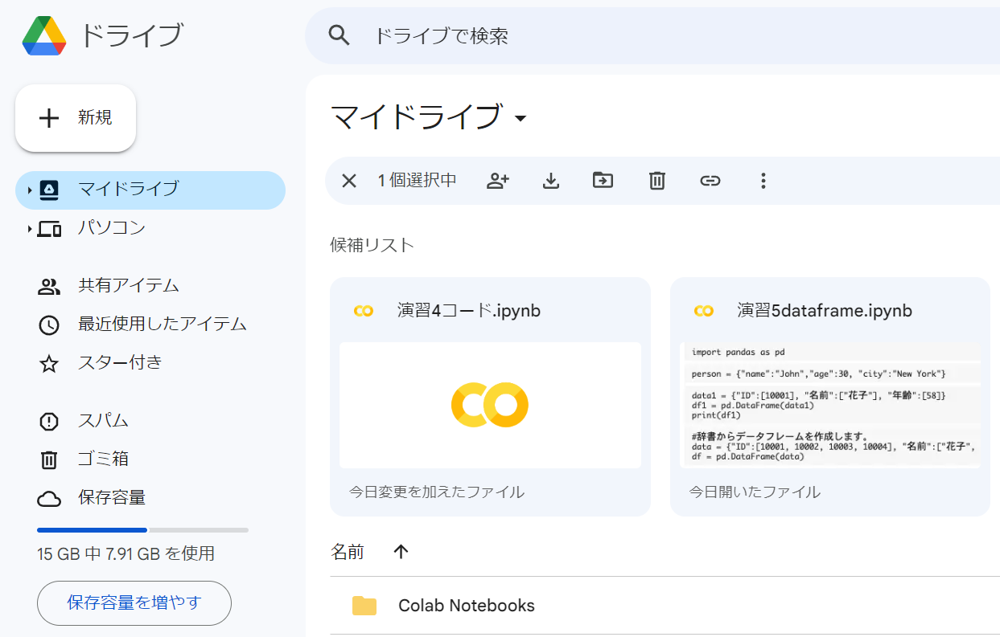 ドライブ
ドライブで検索
新規
マイドライブ
パソコン
共有アイテム
最近使用したアイテム
スター付き
スパム
ゴミ箱
保存容量
15 GB 中 7.91 GB を使用
保存容量を増やす
マイドライブ
1 個選択中
候補リスト
演習4コード.ipynb
今日変更を加えたファイル
演習5dataframe.ipynb
import pandas as pd
person = {"name":"John","age":30, "city":"New York"}
data1 = {"ID":[10001], "名前":["花子"], "年齢":[58]}
df1 = pd.DataFrame(data1)
print(df1)
#辞書からデータフレームを作成します。
data = {"ID":[10001, 10002, 10003, 10004], "名前":["花子",
df = pd.DataFrame(data)
今日開いたファイル
名前
Colab Notebooks